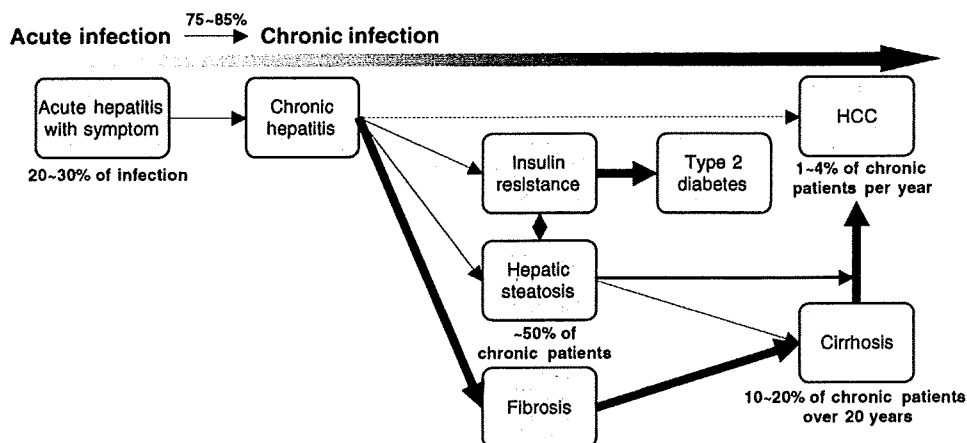 75~85%
Acute infection
Chronic infection
Acute hepatitis
with symptom
20~30% of infection
Chronic
hepatitis
HCC
1~4% of chronic
patients per year
Insulin
resistance
Type 2
diabetes
Hepatic
steatosis
~50% of
chronic patients
Cirrhosis
10~20% of chronic patients
over 20 years
Fibrosis